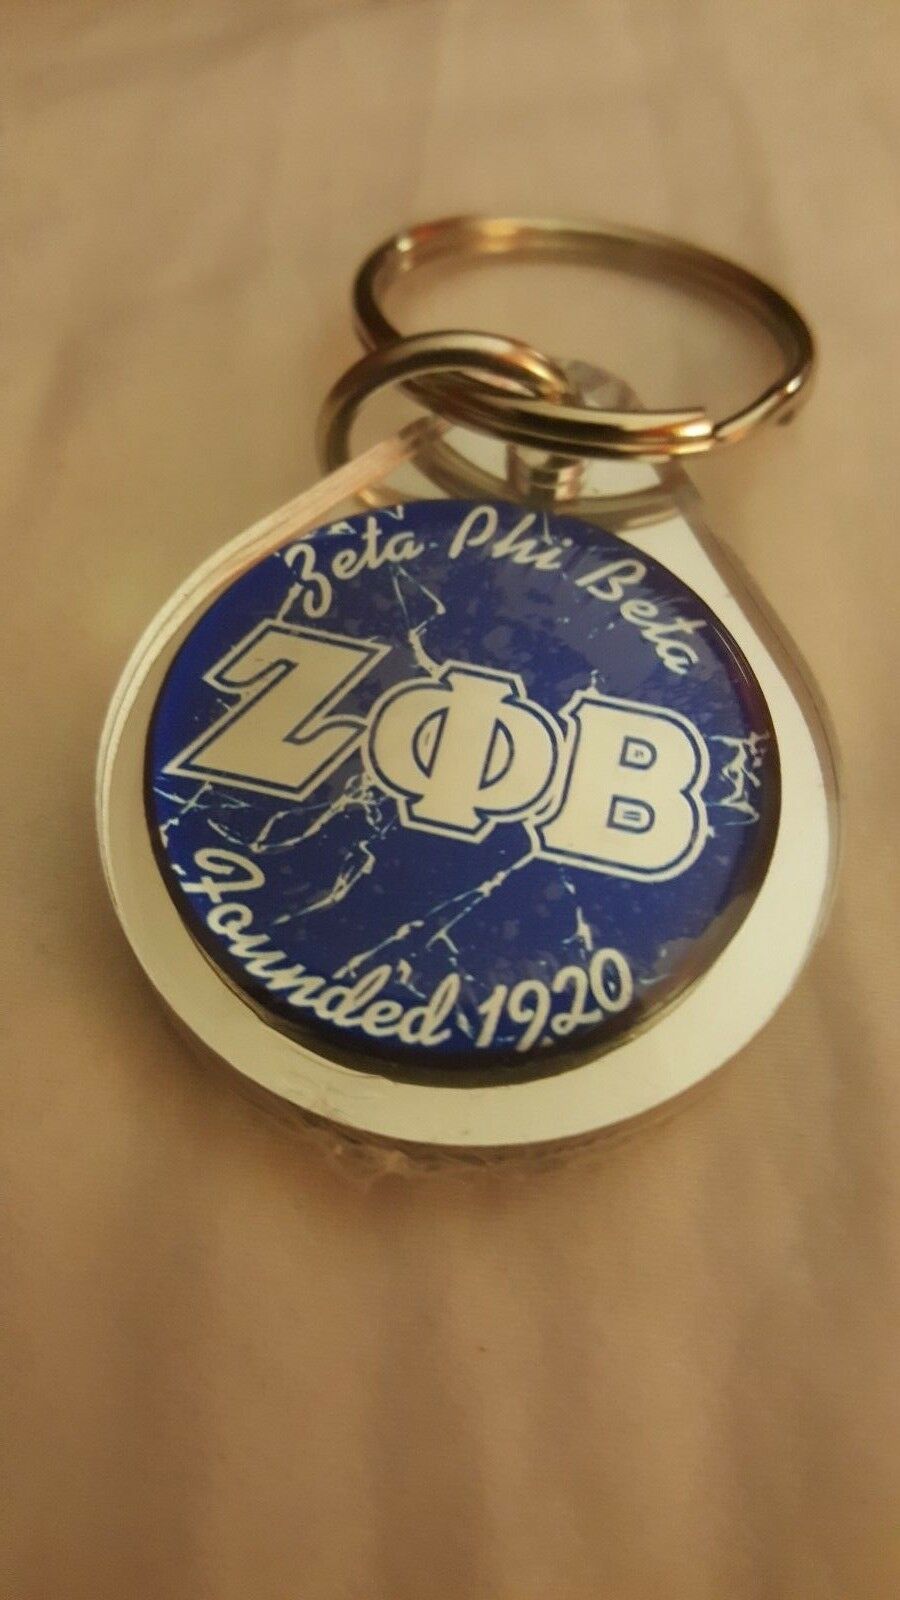 Zeta Phi Beta
ΖΦΒ
Founded 1920